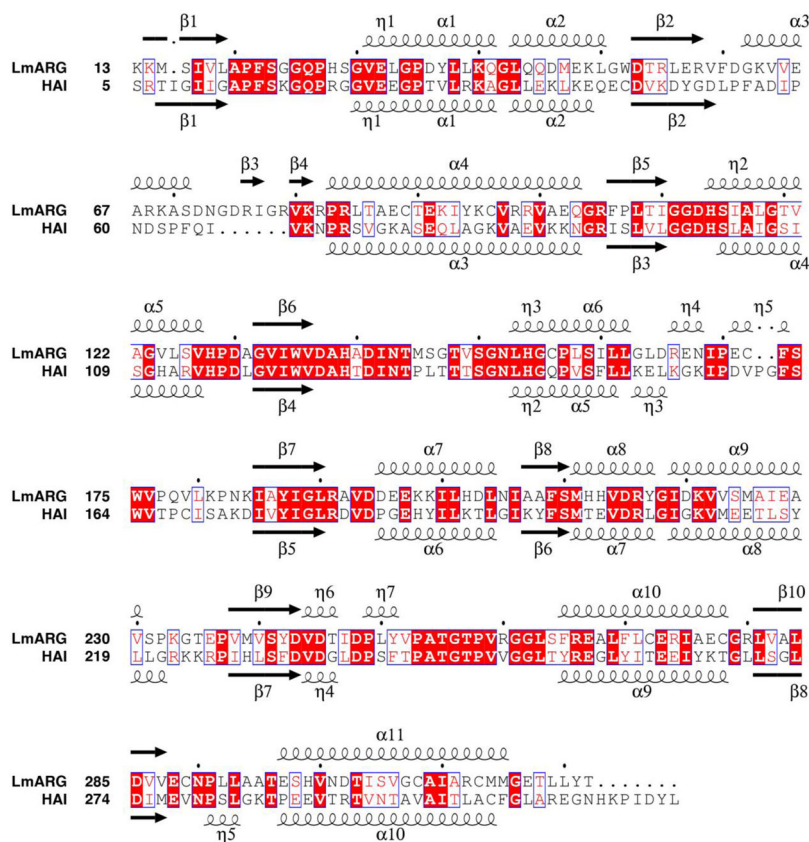 β1 η1 α1 α2 β2 α3
LmARG 13 KKM.SIVLAPFSGGQPHSGVELGPDYLLKQGLQQDMEKLGWDTRLERVFDGKVVE
HAI 5 SRTIGIIGAPFSKGQPRGGVEEGPTVLRKAGLLEKLKEQECDVKDYGDLPFADIP
β1 η1 α1 α2 β2
β3 β4 α4 β5 η2
LmARG 67 ARKASDNGDRIGRVKRPRLTAECTEKIYKCVRRVAEQGRFPLTIGGDHSIALGTV
HAI 60 NDSPFQI......VKNPRSVGKASEQLAGKVAEVKKNGRISLVLGGDHSLAIGSI
α3 β3 α4
α5 β6 η3 α6 η4 η5
LmARG 122 AGVLSVHPDAGVIWVDAHADINTMSGTVSGNLHGCPLSILLGLDRENIPEC..FS
HAI 109 SGHARVHPDLGVIWVDAHTDINTPLTTTSGNLHGQPVSFLLKELKGKIPDVPGFS
β4 η2 α5 η3
β7 α7 β8 α8 α9
LmARG 175 WVPQVLKPNKIAYIGLRAVDDEEKKILHDLNIAAFSMHHVDRYGIDKVVSMAIEA
HAI 164 WVTPCISAKDIVYIGLRDVDPGEHYILKTLGIKYFSMTEVDRLGIGKVMEETLSY
β5 α6 β6 α7 α8
β9 η6 η7 α10 β10
LmARG 230 VSPKGTEPVMVSYDVDTIDPLYVPATGTPVRGGLSFREALFLCERIAECGRLVAL
HAI 219 LLGRKKRPIHLSFDVDGLDPSFTPATGTPVVGGLTYREGLYITEEIYKTGLLSGL
β7 η4 α9 β8
α11
LmARG 285 DVVECNPLLAATESHVNDTISVGCAIARCMMGETLLYT.......
HAI 274 DIMEVNPSLGKTPEEVTRTVNTAVAITLACFGLAREGNHKPIDYL
η5 α10